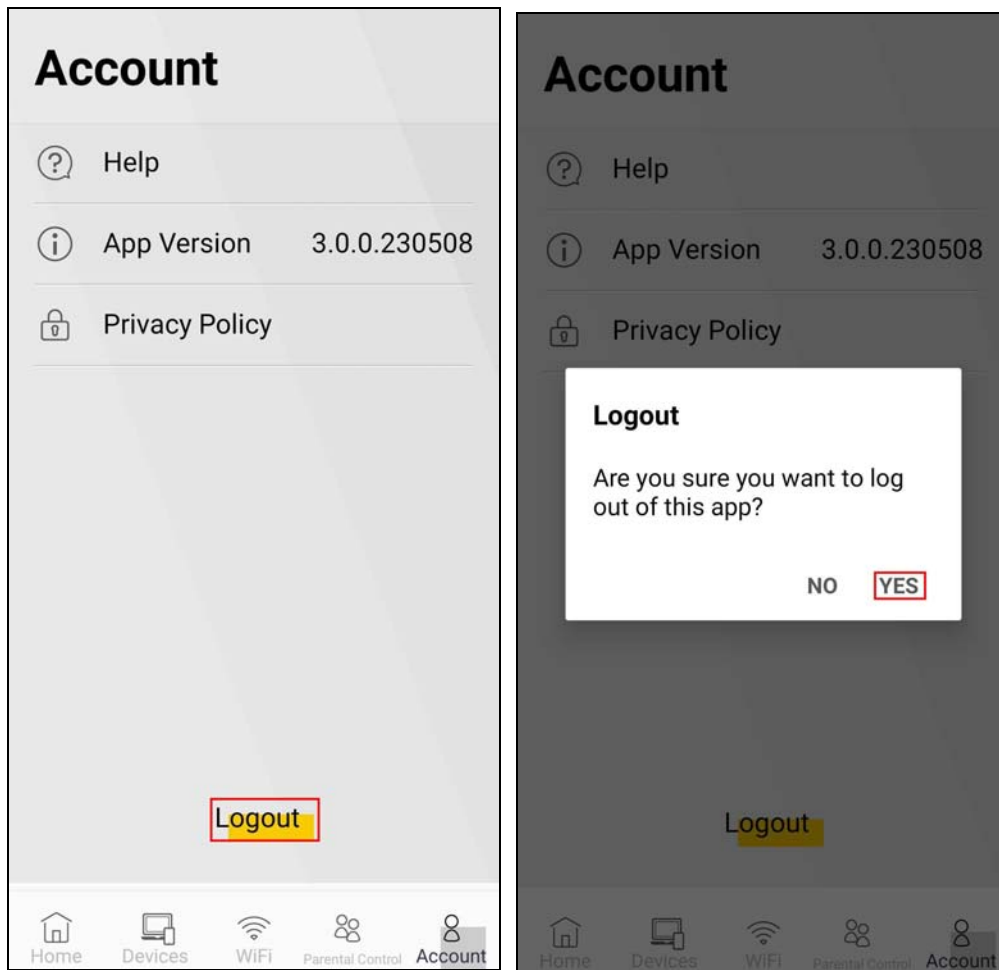 Account
Help
App Version 3.0.0.230508
Privacy Policy
Logout
Home Devices WiFi Parental Control Account
Account
Help
App Version 3.0.0.230508
Privacy Policy
Logout
Are you sure you want to log
out of this app?
NO YES
Logout
Home Devices WiFi Parental Control Account